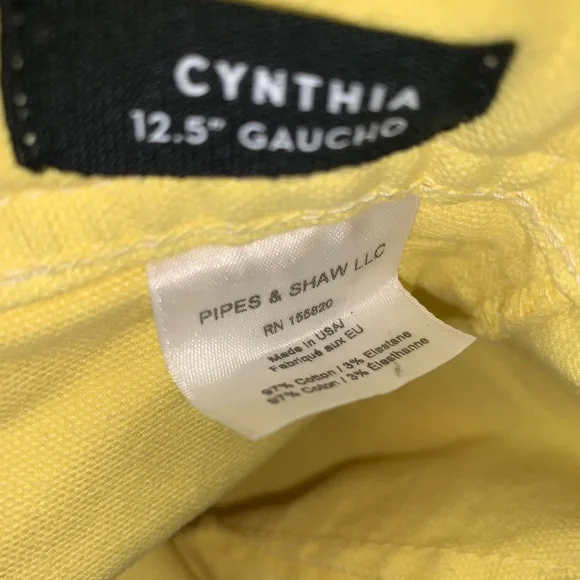 CYNTHIA
12.5" GAUCHO
PIPES & SHAW LLC
RN 155820
Made in USA/
Fabriqué aux EU
97% Cotton / 3% Elastane
97% Coton / 3% Élasthanne